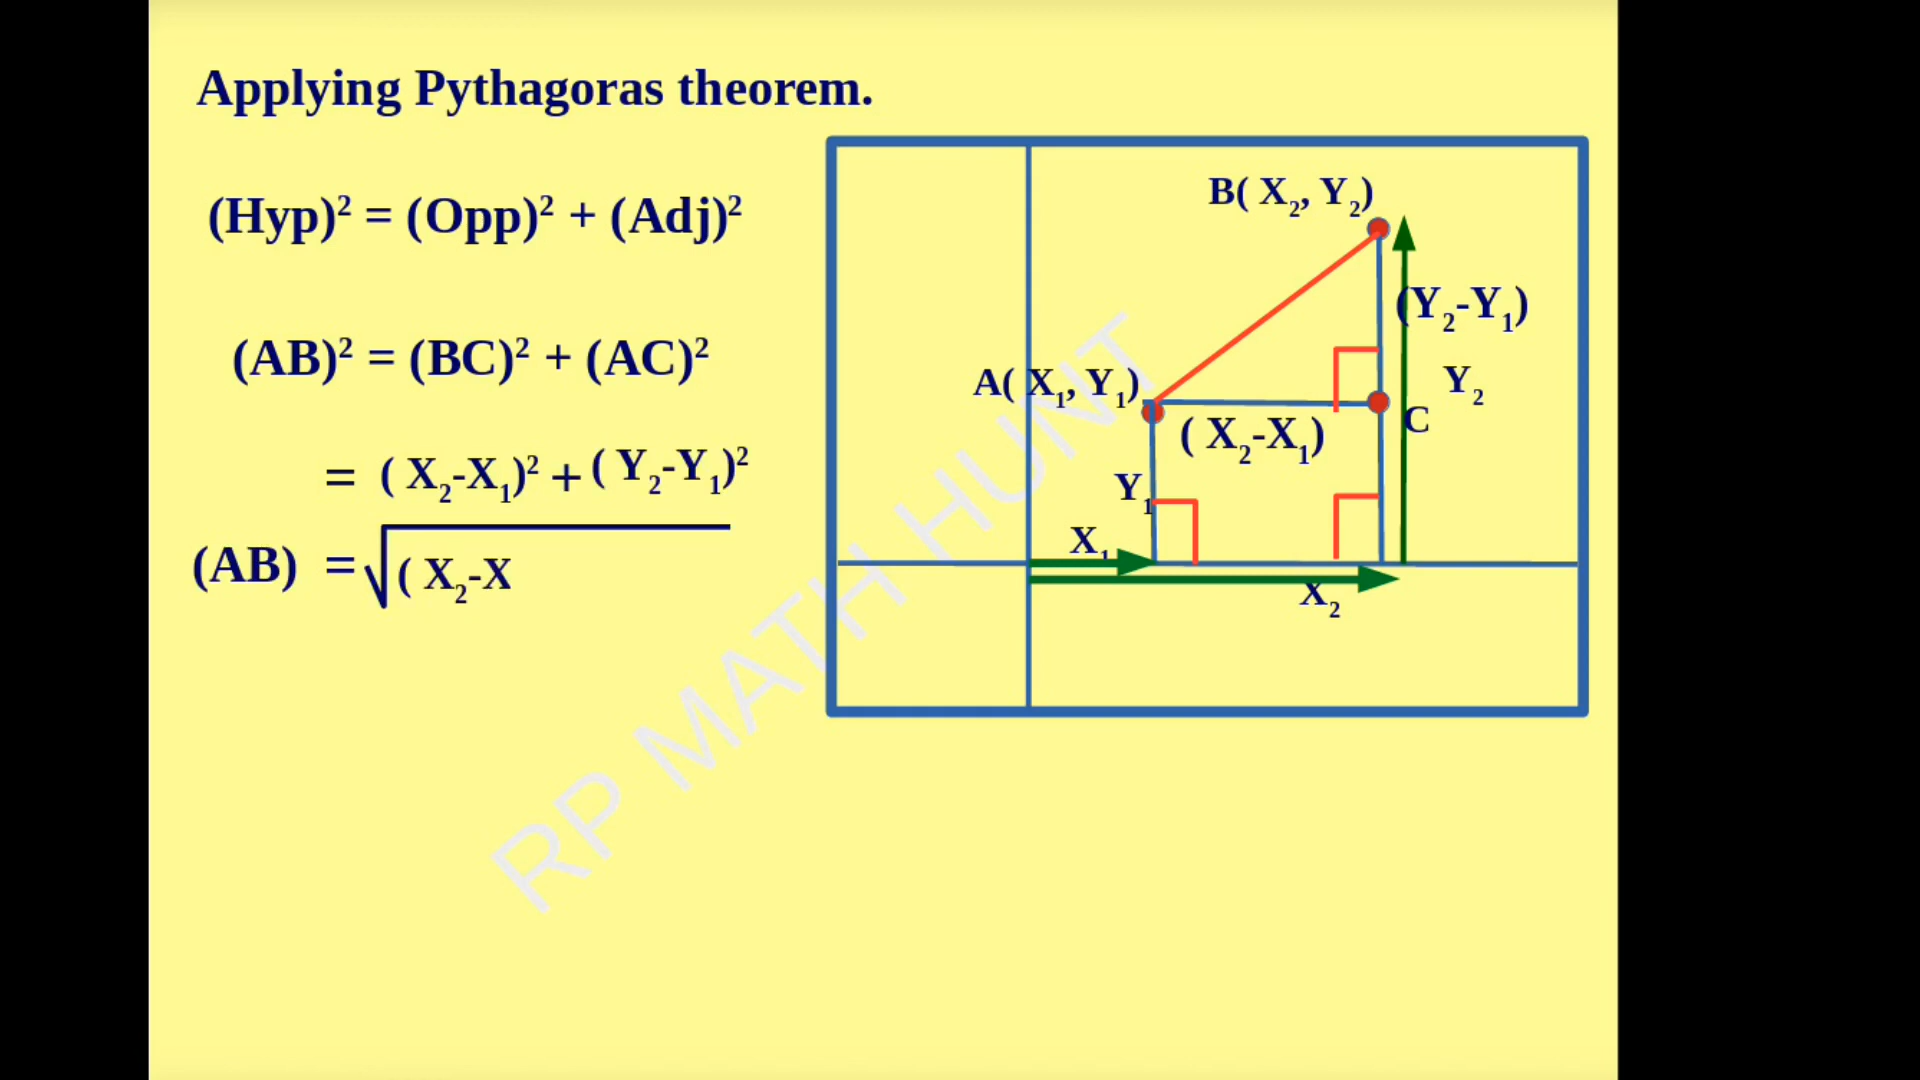 Applying Pythagoras theorem.
(Hyp)² = (Opp)² + (Adj)²
(AB)² = (BC)² + (AC)²
= ( X₂-X₁)² + ( Y₂-Y₁)²
(AB) = √( X₂-X
B( X₂, Y₂)
(Y₂-Y₁)
A( X₁, Y₁)
Y₂
C
( X₂-X₁)
Y₁
X₁
X₂
RP MATH HUNT